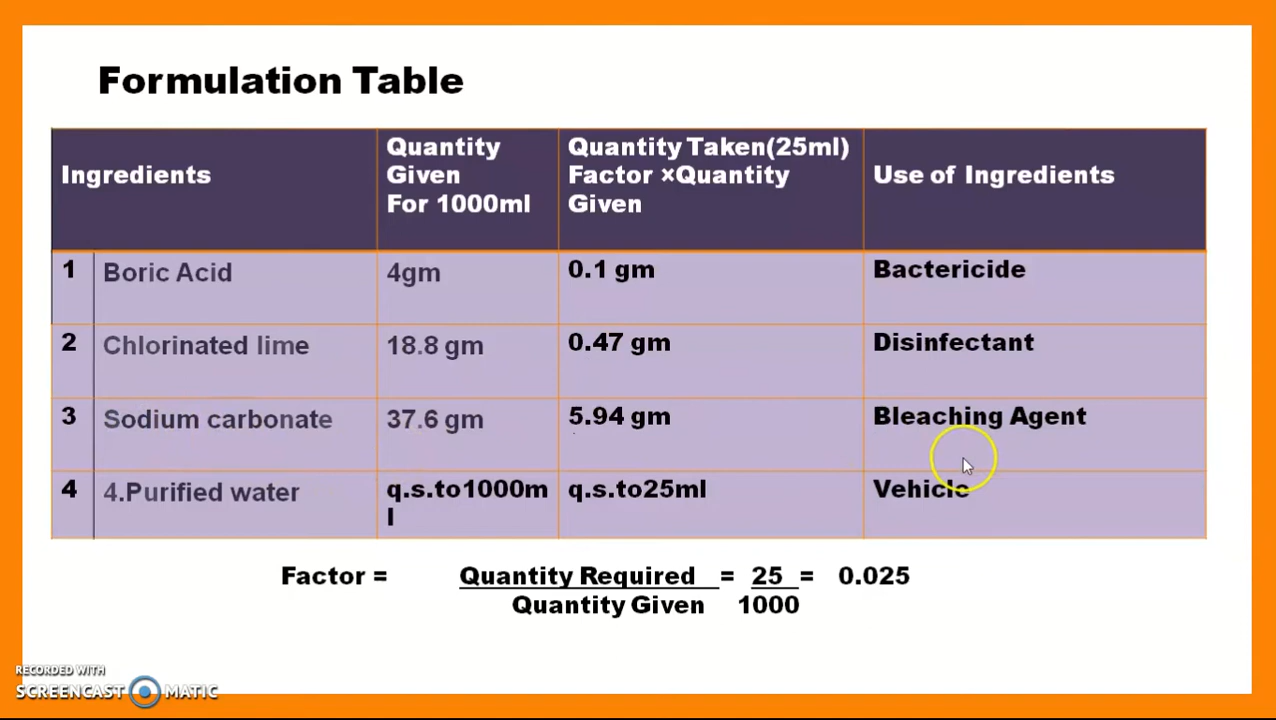 Formulation Table
Ingredients
Quantity
Given
For 1000ml
Quantity Taken(25ml)
Factor ×Quantity
Given
Use of Ingredients
1 Boric Acid 4gm 0.1 gm Bactericide
2 Chlorinated lime 18.8 gm 0.47 gm Disinfectant
3 Sodium carbonate 37.6 gm 5.94 gm Bleaching Agent
4 4.Purified water q.s.to1000m q.s.to25ml Vehicle
l
Factor = Quantity Required = 25 = 0.025
Quantity Given 1000
RECORDED WITH
SCREENCAST MATIC